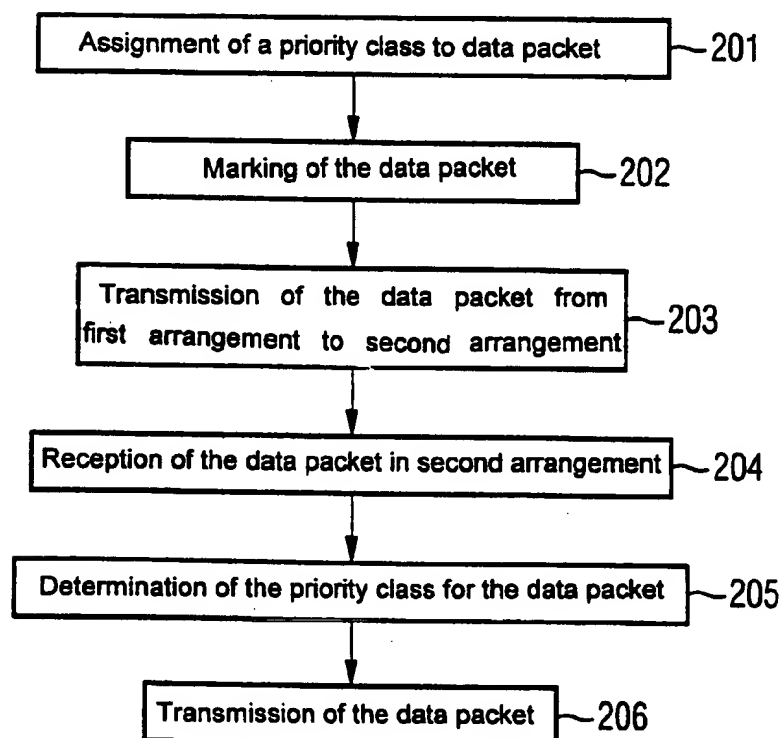 Assignment of a priority class to data packet 201
Marking of the data packet 202
Transmission of the data packet from
first arrangement to second arrangement 203
Reception of the data packet in second arrangement 204
Determination of the priority class for the data packet 205
Transmission of the data packet 206